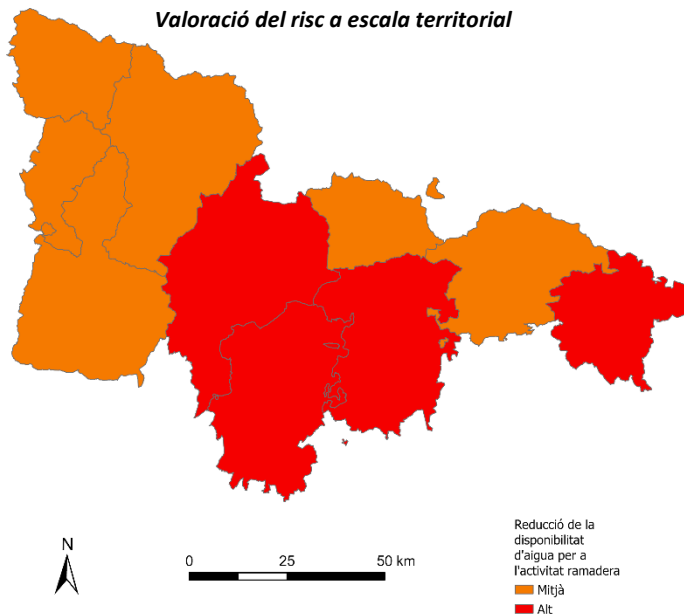 Valoració del risc a escala territorial
N
0 25 50 km
Reducció de la
disponibilitat
d'aigua per a
l'activitat ramadera
Mitjà
Alt